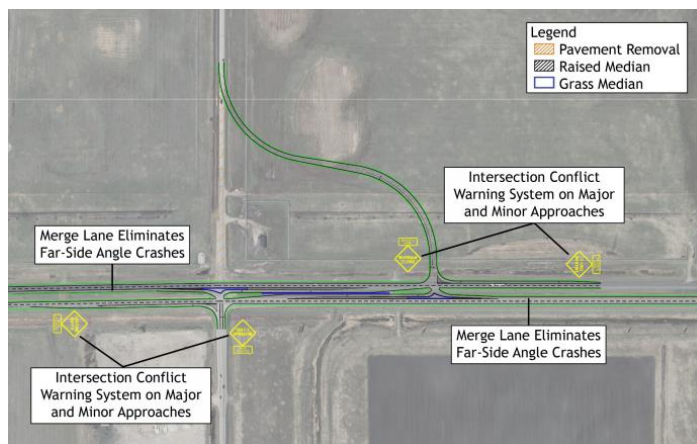 Legend
Pavement Removal
Raised Median
Grass Median
Intersection Conflict
Warning System on Major
and Minor Approaches
Merge Lane Eliminates
Far-Side Angle Crashes
Merge Lane Eliminates
Far-Side Angle Crashes
Intersection Conflict
Warning System on Major
and Minor Approaches